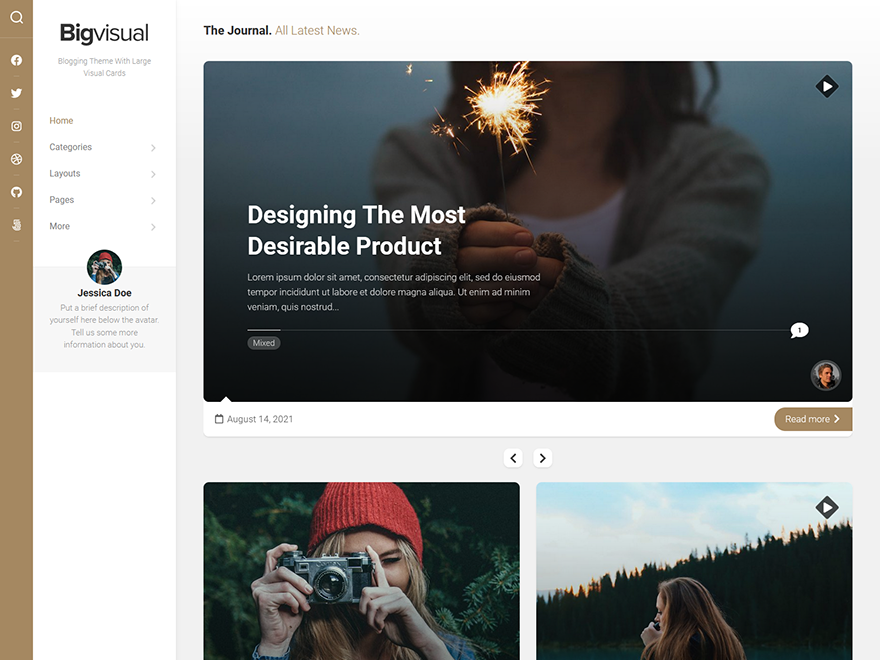 Bigvisual
Blogging Theme With Large
Visual Cards
Home
Categories
Layouts
Pages
More
Jessica Doe
Put a brief description of
yourself here below the avatar.
Tell us some more
information about you.
The Journal. All Latest News.
Designing The Most
Desirable Product
Lorem ipsum dolor sit amet, consectetur adipiscing elit, sed do eiusmod
tempor incididunt ut labore et dolore magna aliqua. Ut enim ad minim
veniam, quis nostrud...
1
Mixed
August 14, 2021
Read more